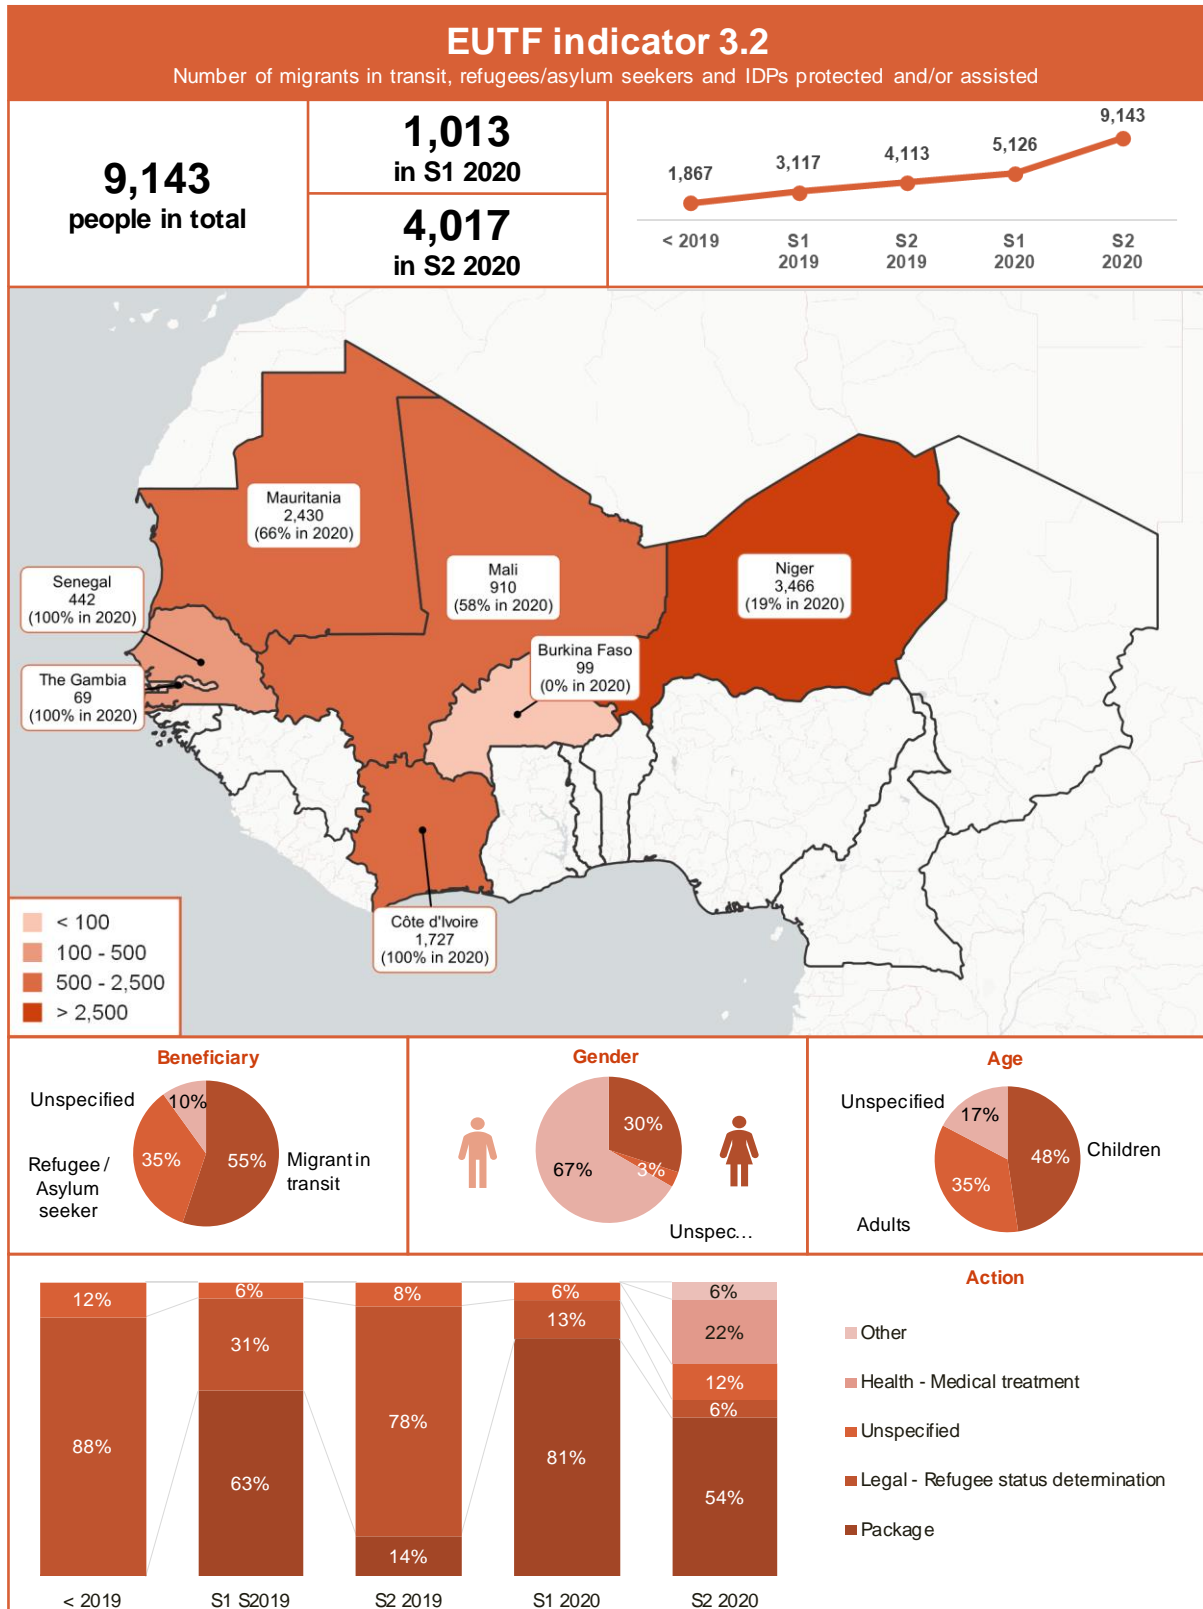 EUTF indicator 3.2
Number of migrants in transit, refugees/asylum seekers and IDPs protected and/or assisted
9,143
people in total
1,013
in S1 2020
4,017
in S2 2020
1,867
3,117
4,113
5,126
9,143
< 2019
S1
2019
S2
2019
S1
2020
S2
2020
Mauritania
2,430
(66% in 2020)
Mali
910
(58% in 2020)
Niger
3,466
(19% in 2020)
Senegal
442
(100% in 2020)
Burkina Faso
99
(0% in 2020)
The Gambia
69
(100% in 2020)
Côte d'Ivoire
1,727
(100% in 2020)
< 100
100 - 500
500 - 2,500
> 2,500
Beneficiary
Unspecified
10%
Refugee /
Asylum
seeker
35%
55%
Migrant in
transit
Gender
30%
3%
67%
Unspec...
Age
Unspecified
17%
48%
Children
35%
Adults
12%
88%
6%
31%
63%
8%
78%
14%
6%
13%
81%
6%
22%
12%
6%
54%
< 2019
S1 S2019
S2 2019
S1 2020
S2 2020
Action
Other
Health - Medical treatment
Unspecified
Legal - Refugee status determination
Package